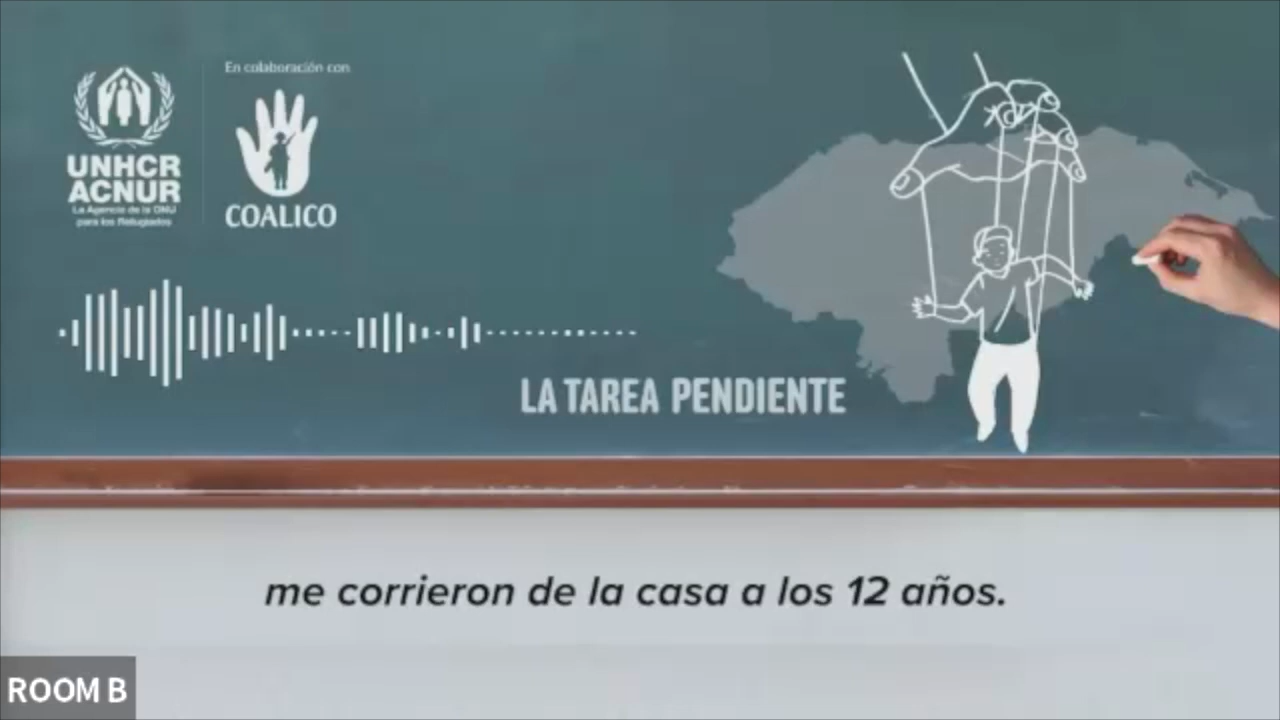 En colaboración con
UNHCR
ACNUR
La Agencia de la ONU
para los Refugiados
COALICO
LA TAREA PENDIENTE
me corrieron de la casa a los 12 años.
ROOM B